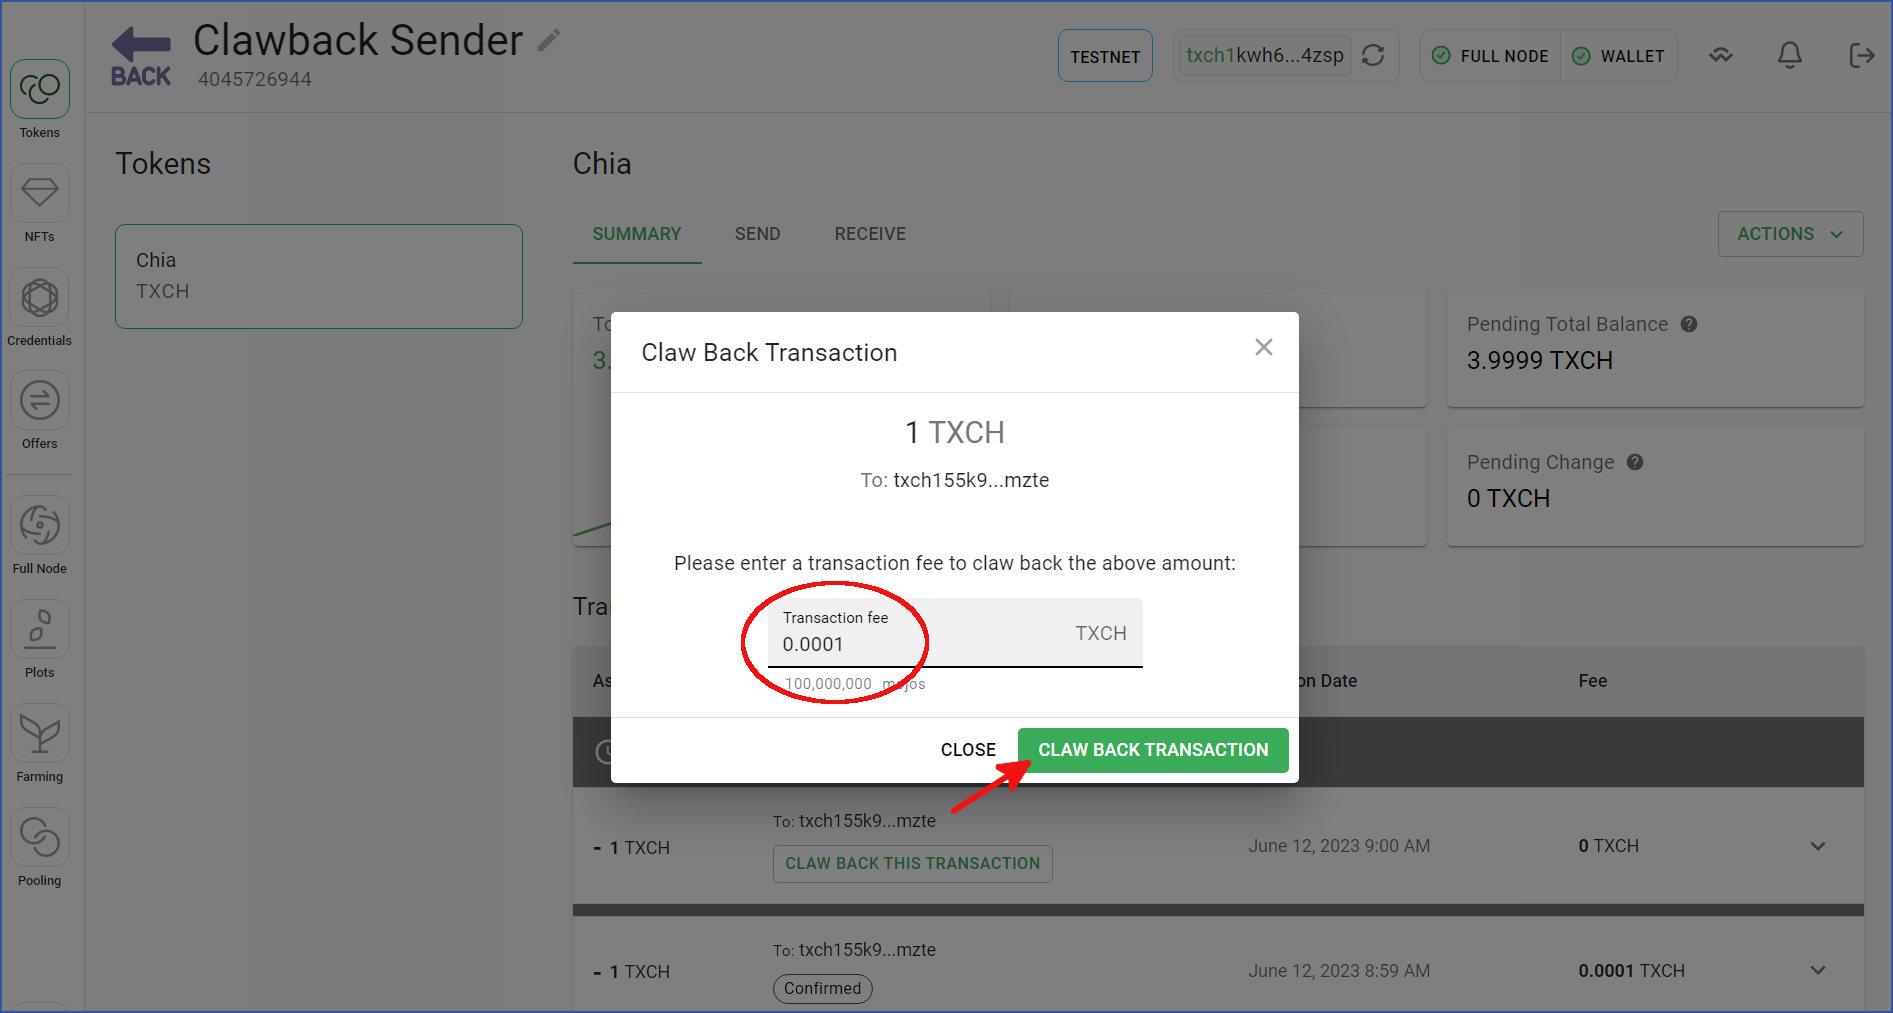 Clawback Sender
BACK
4045726944
TESTNET
txch1kwh6...4zsp
FULL NODE
WALLET
Tokens
NFTs
Credentials
Offers
Full Node
Plots
Farming
Pooling
Tokens
Chia
TXCH
Chia
SUMMARY
SEND
RECEIVE
ACTIONS
To
3.
Pending Total Balance
3.9999 TXCH
Pending Change
0 TXCH
Claw Back Transaction
1 TXCH
To: txch155k9...mzte
Please enter a transaction fee to claw back the above amount:
Transaction fee
0.0001
TXCH
100,000,000 mojos
CLOSE
CLAW BACK TRANSACTION
Tra
As
on Date
Fee
- 1 TXCH
To: txch155k9...mzte
CLAW BACK THIS TRANSACTION
June 12, 2023 9:00 AM
0 TXCH
- 1 TXCH
To: txch155k9...mzte
Confirmed
June 12, 2023 8:59 AM
0.0001 TXCH